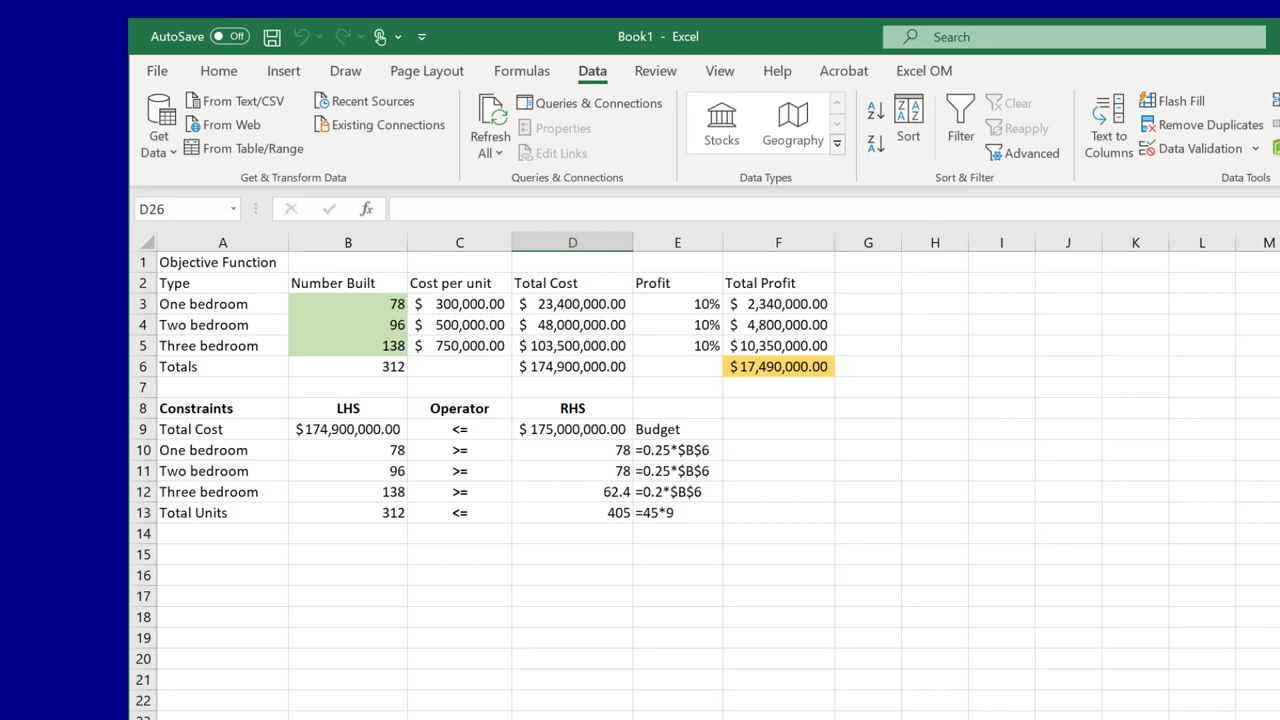 AutoSave Off Book1 - Excel Search
File Home Insert Draw Page Layout Formulas Data Review View Help Acrobat Excel OM
Get Data From Text/CSV From Web From Table/Range Recent Sources Existing Connections
Get & Transform Data
Refresh All Queries & Connections Properties Edit Links
Queries & Connections
Stocks Geography
Data Types
Sort Filter Clear Reapply Advanced
Sort & Filter
Text to Columns Flash Fill Remove Duplicates Data Validation
Data Tools
D26 fx
A B C D E F G H I J K L M
1 Objective Function
2 Type Number Built Cost per unit Total Cost Profit Total Profit
3 One bedroom 78 $ 300,000.00 $ 23,400,000.00 10% $ 2,340,000.00
4 Two bedroom 96 $ 500,000.00 $ 48,000,000.00 10% $ 4,800,000.00
5 Three bedroom 138 $ 750,000.00 $ 103,500,000.00 10% $ 10,350,000.00
6 Totals 312 $ 174,900,000.00 $ 17,490,000.00
7
8 Constraints LHS Operator RHS
9 Total Cost $ 174,900,000.00 <= $ 175,000,000.00 Budget
10 One bedroom 78 >= 78 =0.25*$B$6
11 Two bedroom 96 >= 78 =0.25*$B$6
12 Three bedroom 138 >= 62.4 =0.2*$B$6
13 Total Units 312 <= 405 =45*9
14
15
16
17
18
19
20
21
22